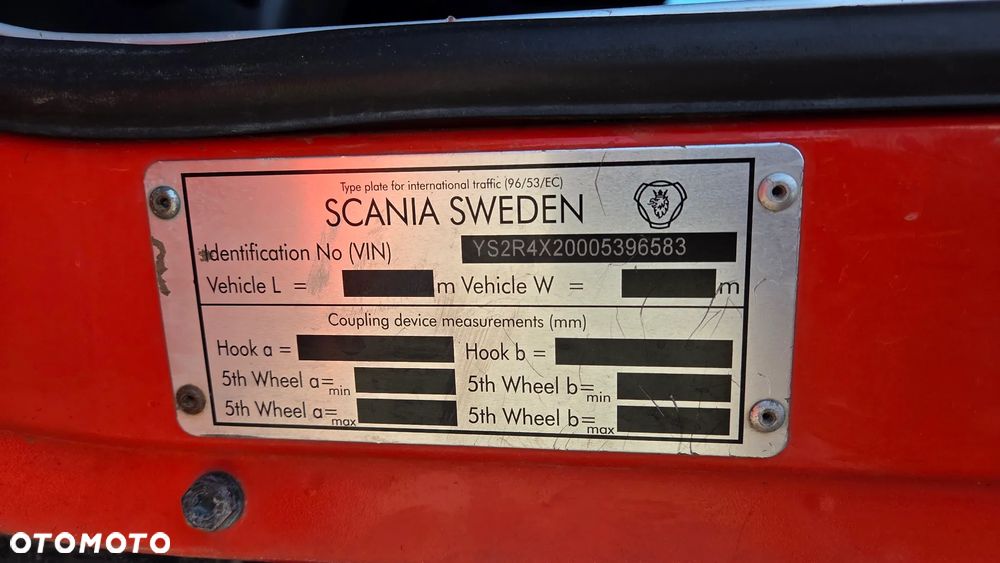 Type plate for international traffic (96/53/EC)
SCANIA SWEDEN
Identification No (VIN) YS2R4X20005396583
Vehicle L = m Vehicle W = m
Coupling device measurements (mm)
Hook a = Hook b =
5th Wheel a=min 5th Wheel b=min
5th Wheel a=max 5th Wheel b=max
OTOMOTO